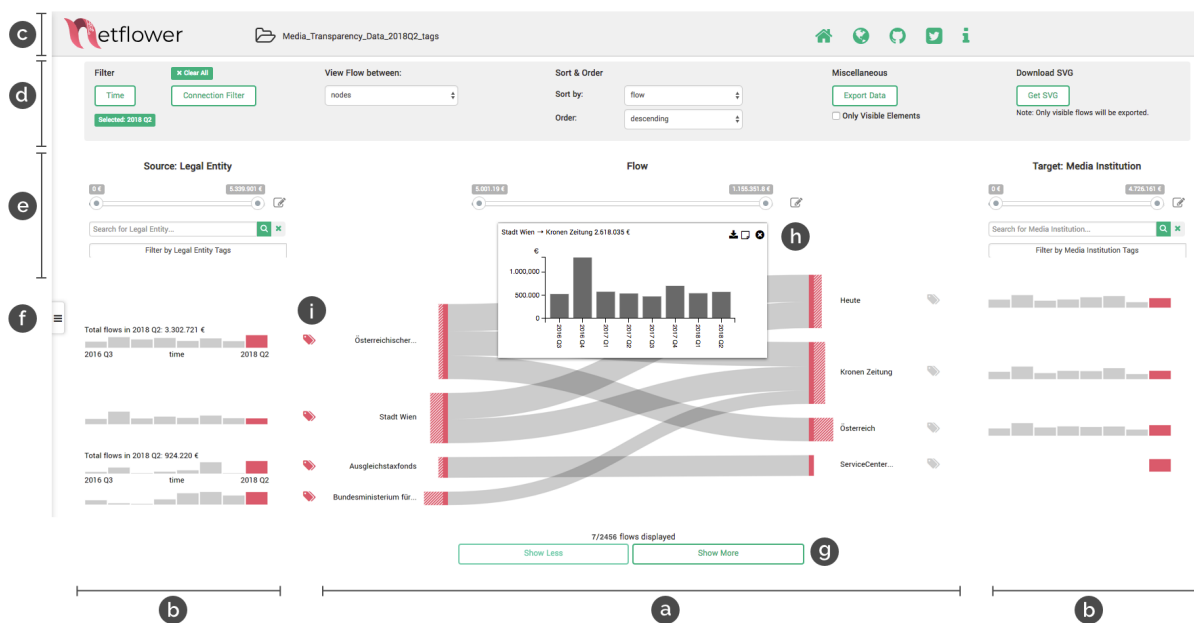 c
netflower
Media_Transparency_Data_2018Q2_tags
d
Filter
× Clear All
View Flow between:
Sort & Order
Miscellaneous
Download SVG
Time
Connection Filter
nodes
Sort by:
flow
Export Data
Get SVG
Selected: 2018 Q2
Order:
descending
Only Visible Elements
Note: Only visible flows will be exported.
e
Source: Legal Entity
Flow
Target: Media Institution
0 €
5.339.901 €
5.001.19 €
1.195.351.8 €
0 €
4.726.161 €
Search for Legal Entity...
Search for Media Institution...
Filter by Legal Entity Tags
Filter by Media Institution Tags
Stadt Wien → Kronen Zeitung 2.618.035 €
h
€
1.000.000
500.000
0
2016 Q3
2016 Q4
2017 Q1
2017 Q2
2017 Q3
2017 Q4
2018 Q1
2018 Q2
f
i
Total flows in 2018 Q2: 3.302.721 €
2016 Q3
time
2018 Q2
Österreichischer...
Heute
Kronen Zeitung
Stadt Wien
Österreich
Total flows in 2018 Q2: 924.220 €
2016 Q3
time
2018 Q2
Ausgleichstaxfonds
ServiceCenter...
Bundesministerium für...
7/2456 flows displayed
Show Less
Show More
g
b
a
b